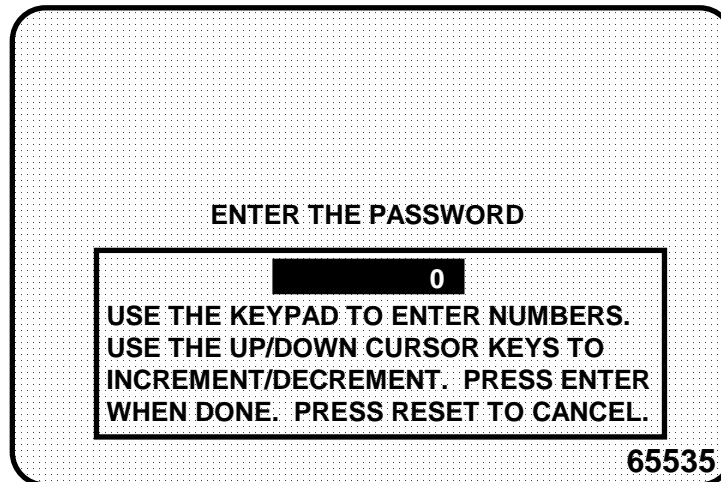 ENTER THE PASSWORD
0
USE THE KEYPAD TO ENTER NUMBERS.
USE THE UP/DOWN CURSOR KEYS TO
INCREMENT/DECREMENT. PRESS ENTER
WHEN DONE. PRESS RESET TO CANCEL.
65535